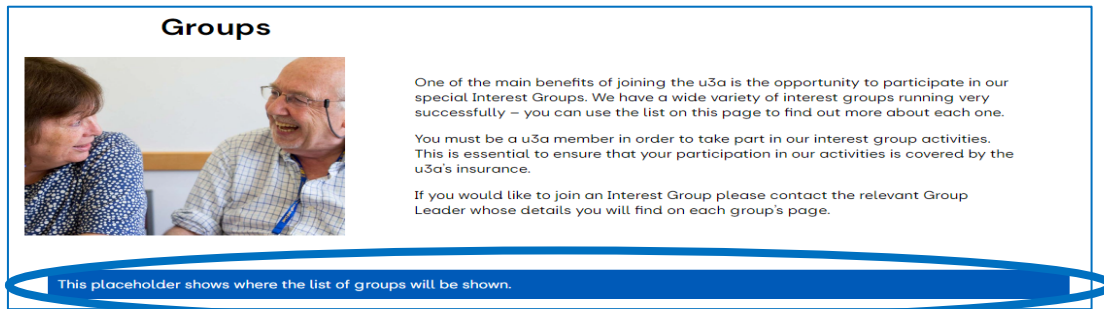 Groups
One of the main benefits of joining the u3a is the opportunity to participate in our
special Interest Groups. We have a wide variety of interest groups running very
successfully – you can use the list on this page to find out more about each one.
You must be a u3a member in order to take part in our interest group activities.
This is essential to ensure that your participation in our activities is covered by the
u3a's insurance.
If you would like to join an Interest Group please contact the relevant Group
Leader whose details you will find on each group's page.
This placeholder shows where the list of groups will be shown.